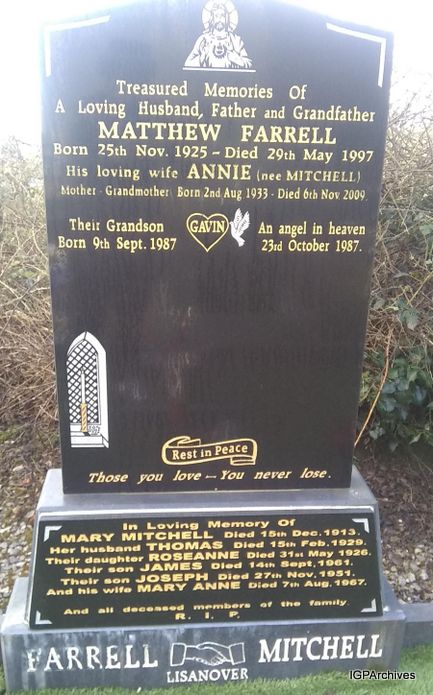 Treasured Memories Of
A Loving Husband, Father and Grandfather
MATTHEW FARRELL
Born 25th Nov. 1925 - Died 29th May 1997
His loving wife ANNIE (nee MITCHELL)
Mother - Grandmother Born 2nd Aug 1933 - Died 6th Nov 2009.
Their Grandson GAVIN An angel in heaven
Born 9th Sept. 1987 23rd October 1987.
Rest in Peace
Those you love — You never lose.
In Loving Memory Of
MARY MITCHELL Died 15th Dec. 1913.
Her husband THOMAS Died 15th Feb. 1929.
Their daughter ROSEANNE Died 31st May 1926.
Their son JAMES Died 14th Sept. 1961.
Their son JOSEPH Died 27th Nov. 1951.
And his wife MARY ANNE Died 7th Aug. 1967.
And all deceased members of the family.
R. I. P.
FARRELL MITCHELL
LISANOVER
IGPArchives